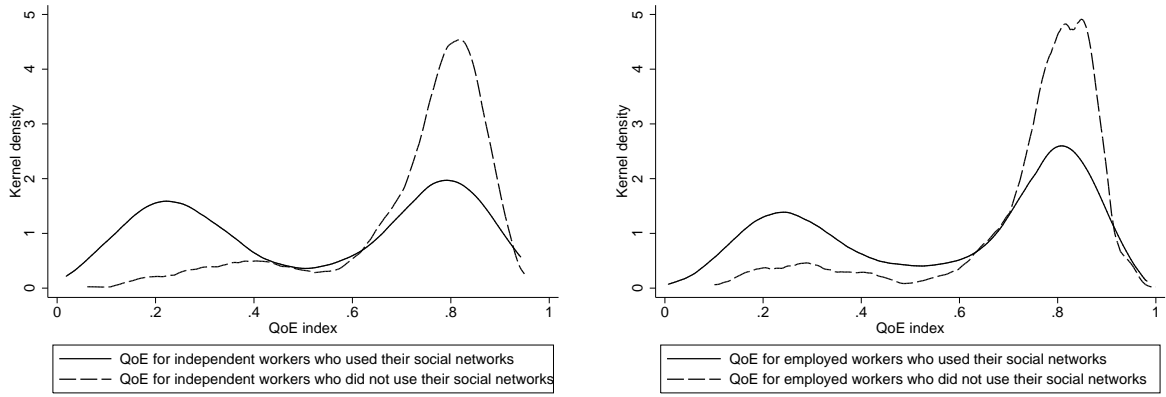 5
4
3
2
1
0
Kernel density
0 .2 .4 .6 .8 1
QoE index
QoE for independent workers who used their social networks
QoE for independent workers who did not use their social networks
5
4
3
2
1
0
Kernel density
0 .2 .4 .6 .8 1
QoE index
QoE for employed workers who used their social networks
QoE for employed workers who did not use their social networks